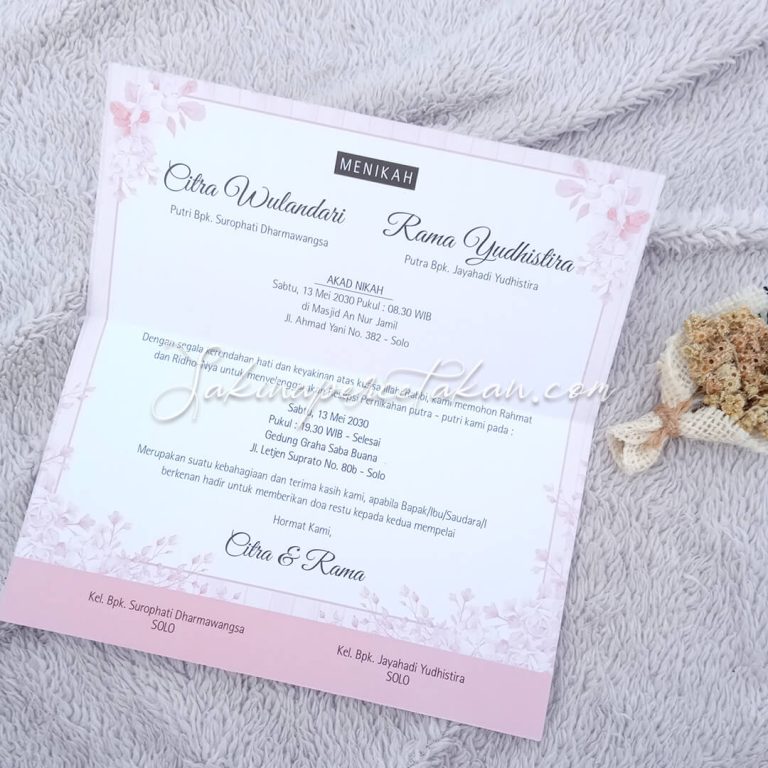 MENIKAH
Citra Wulandari
Putri Bpk. Surophati Dharmawangsa
Rama Yudhistira
Putra Bpk. Jayahadi Yudhistira
AKAD NIKAH
Sabtu, 13 Mei 2030 Pukul : 08.30 WIB
di Masjid An Nur Jamil
Jl. Ahmad Yani No. 382 - Solo
Dengan segala kerendahan hati dan keyakinan atas kuasa Illahi Rabbi, kami memohon Rahmat
dan Ridho-Nya untuk Pernikahan putra - putri kami pada :
Sabtu, 13 Mei 2030
Pukul : 19.30 WIB - Selesai
Gedung Graha Saba Buana
Jl. Letjen Suprato No. 80b - Solo
Merupakan suatu kebahagiaan dan terima kasih kami, apabila Bapak/Ibu/Saudara/I
berkenan hadir untuk memberikan doa restu kepada kedua mempelai
Hormat Kami,
Citra & Rama
Kel. Bpk. Surophati Dharmawangsa
SOLO
Kel. Bpk. Jayahadi Yudhistira
SOLO
Sakinapercetakan.com